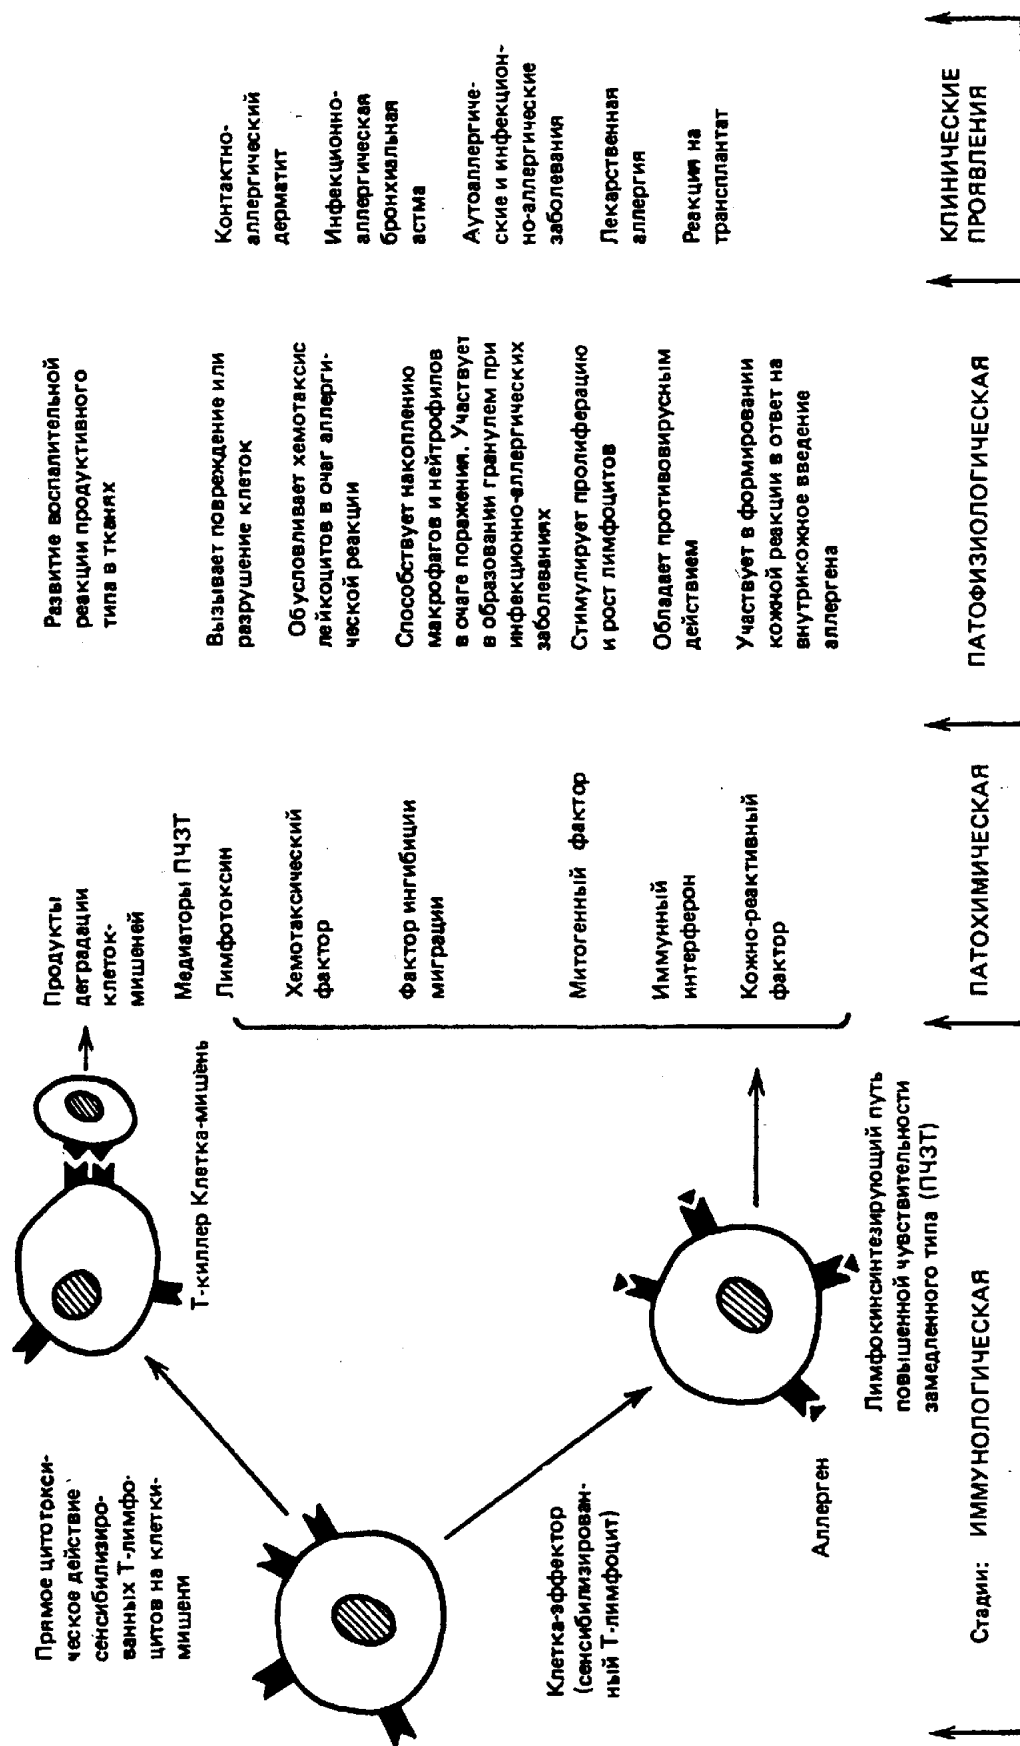 Прямое цитотокси-
ческое действие
сенсибилизиро-
ванных Т-лимфо-
цитов на клетки-
мишени
Т-киллер Клетка-мишень
Клетка-эффектор
(сенсибилизирован-
ный Т-лимфоцит)
Аллерген
Лимфокинсинтезирующий путь
повышенной чувствительности
замедленного типа (ПЧЗТ)
Продукты
деградации
клеток-
мишеней
Медиаторы ПЧЗТ
Лимфотоксин
Хемотаксический
фактор
Фактор ингибиции
миграции
Митогенный фактор
Иммунный
интерферон
Кожно-реактивный
фактор
Развитие воспалительной
реакции продуктивного
типа в тканях
Вызывает повреждение или
разрушение клеток
Обусловливает хемотаксис
лейкоцитов в очаг аллерги-
ческой реакции
Способствует накоплению
макрофагов и нейтрофилов
в очаге поражения. Участвует
в образовании гранулем при
инфекционно-аллергических
заболеваниях
Стимулирует пролиферацию
и рост лимфоцитов
Обладает противовирусным
действием
Участвует в формировании
кожной реакции в ответ на
внутрикожное введение
аллергена
Контактно-
аллергический
дерматит
Инфекционно-
аллергическая
бронхиальная
астма
Аутоаллергиче-
ские и инфекцион-
но-аллергические
заболевания
Лекарственная
аллергия
Реакция на
трансплантат
Стадии: ИММУНОЛОГИЧЕСКАЯ
ПАТОХИМИЧЕСКАЯ
ПАТОФИЗИОЛОГИЧЕСКАЯ
КЛИНИЧЕСКИЕ
ПРОЯВЛЕНИЯ